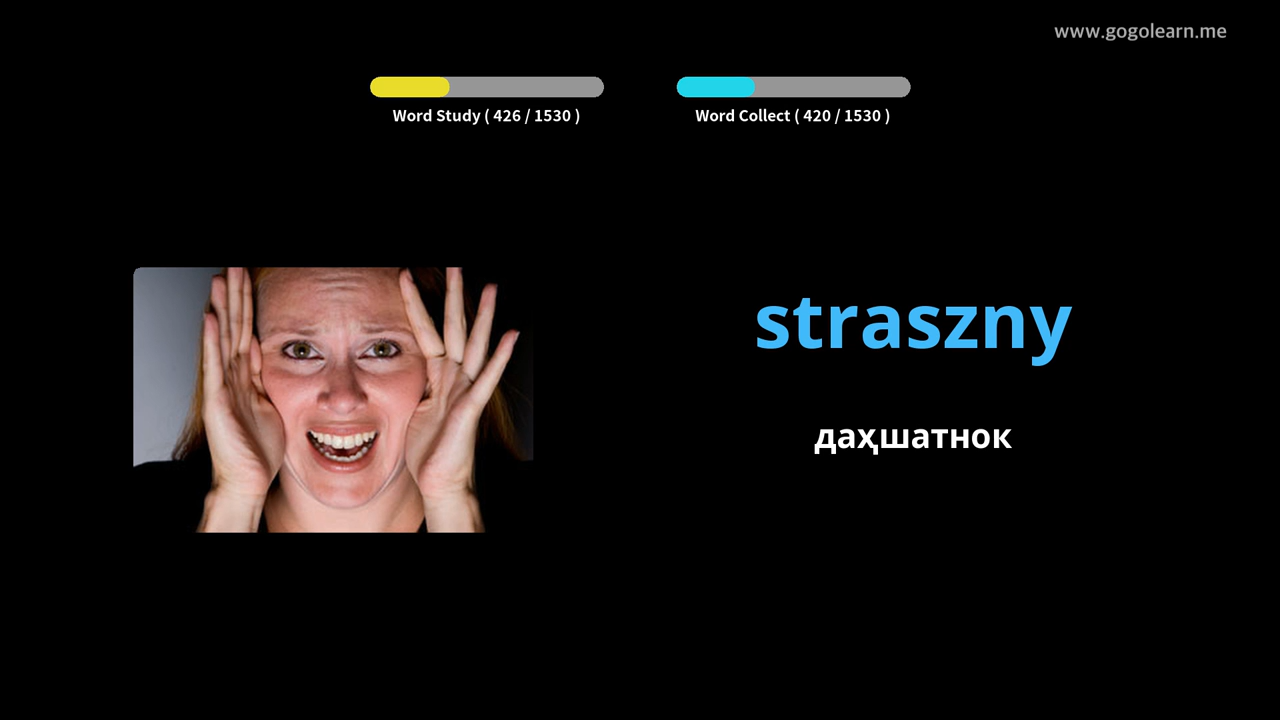 www.gogolearn.me
Word Study ( 426 / 1530 )
Word Collect ( 420 / 1530 )
straszny
даҳшатнок